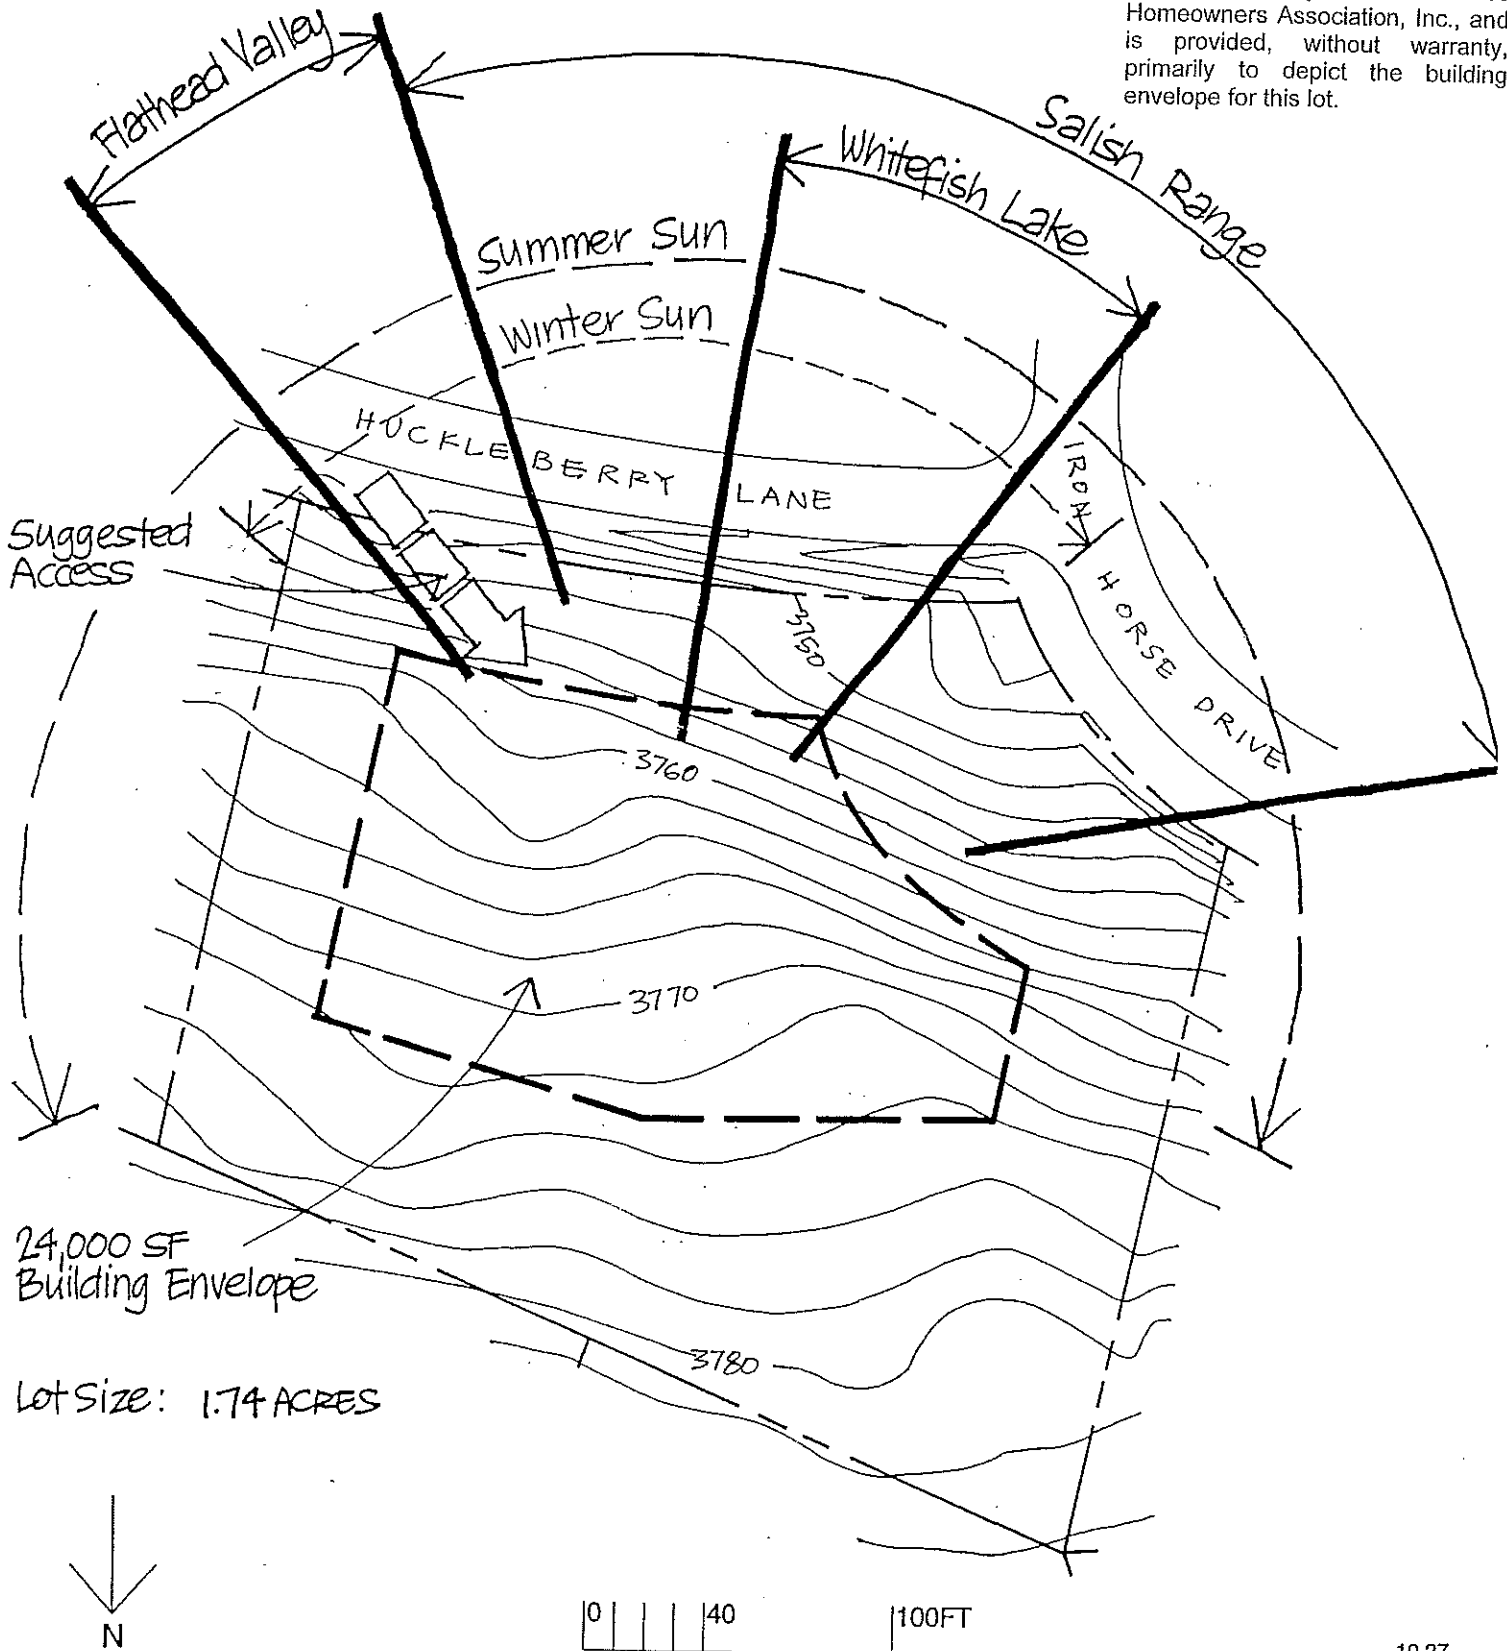 Homeowners Association, Inc., and
is provided, without warranty,
primarily to depict the building
envelope for this lot.
Flathead Valley
Salish Range
Whitefish Lake
Summer Sun
Winter Sun
HUCKLEBERRY LANE
IRON HORSE DRIVE
Suggested
Access
3750
3760
3770
24,000 SF
Building Envelope
3780
Lot Size: 1.74 ACRES
N
0 40 100FT